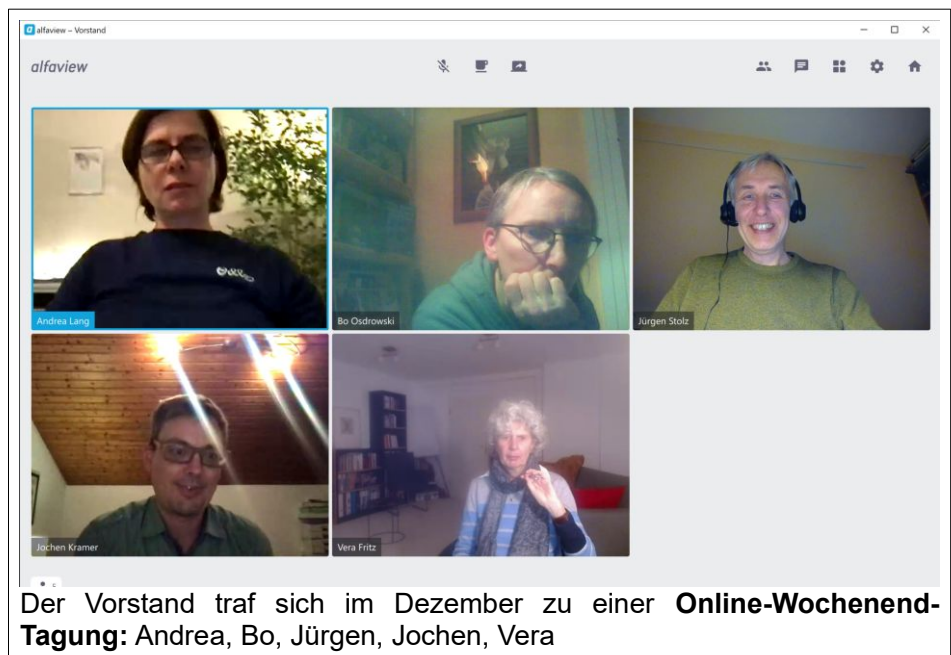 alfaview – Vorstand
alfaview
Andrea Lang
Bo Osdrowski
Jürgen Stolz
Jochen Kramer
Vera Fritz
Der Vorstand traf sich im Dezember zu einer Online-Wochenend-
Tagung: Andrea, Bo, Jürgen, Jochen, Vera